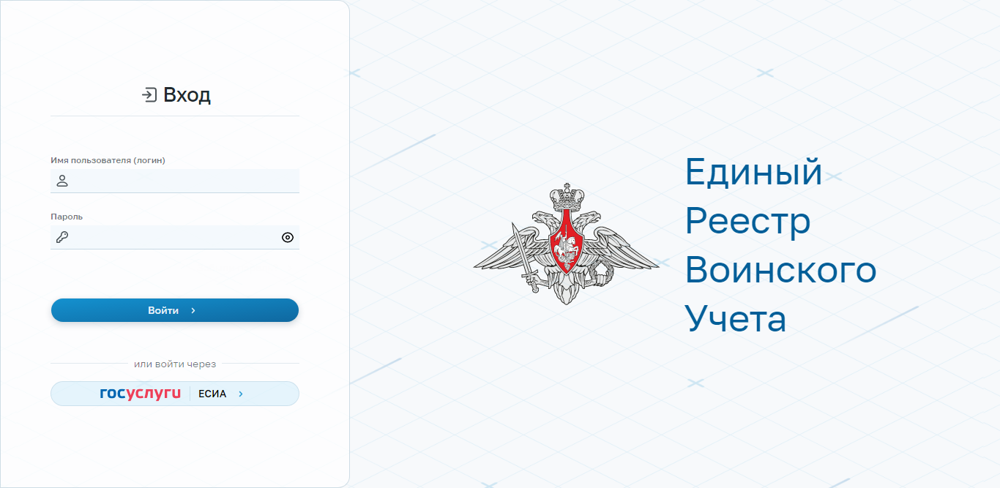 Вход
Имя пользователя (логин)
Пароль
Войти
или войти через
госуслуги ЕСИА
Единый
Реестр
Воинского
Учета